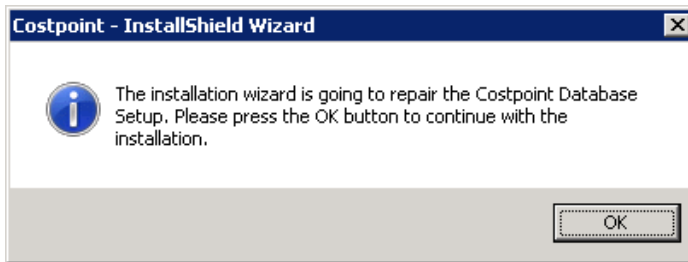 Costpoint - InstallShield Wizard
The installation wizard is going to repair the Costpoint Database
Setup. Please press the OK button to continue with the
installation.
OK